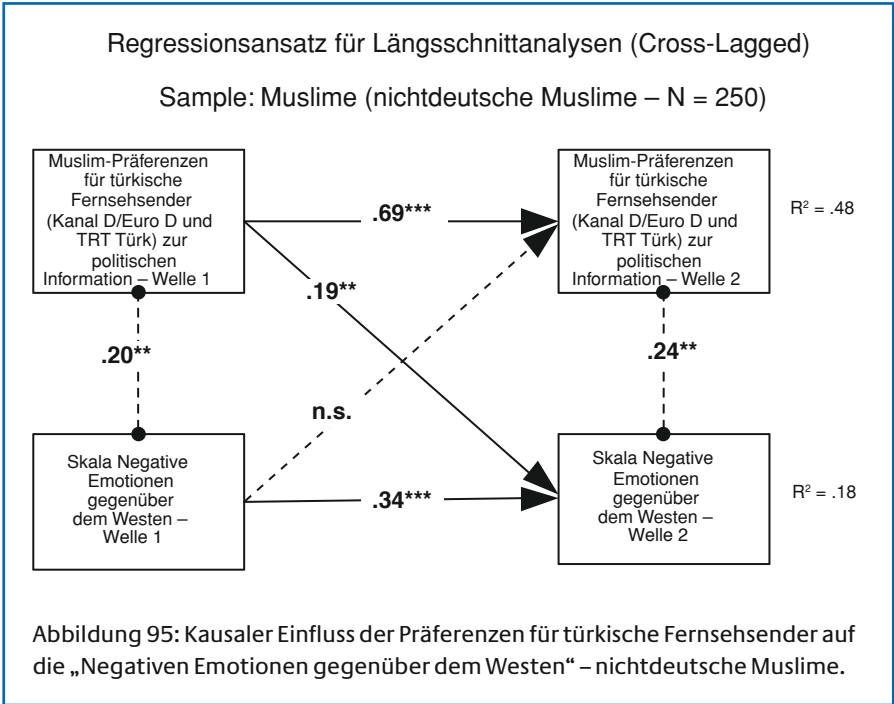 Regressionsansatz für Längsschnittanalysen (Cross-Lagged)
Sample: Muslime (nichtdeutsche Muslime – N = 250)
Muslim-Präferenzen
für türkische
Fernsehsender
(Kanal D/Euro D und
TRT Türk) zur
politischen
Information – Welle 1
.69***
Muslim-Präferenzen
für türkische
Fernsehsender
(Kanal D/Euro D und
TRT Türk) zur
politischen
Information – Welle 2
R² = .48
.19**
.20**
.24**
n.s.
Skala Negative
Emotionen
gegenüber
dem Westen –
Welle 1
.34***
Skala Negative
Emotionen
gegenüber
dem Westen –
Welle 2
R² = .18
Abbildung 95: Kausaler Einfluss der Präferenzen für türkische Fernsehsender auf
die „Negativen Emotionen gegenüber dem Westen“ – nichtdeutsche Muslime.